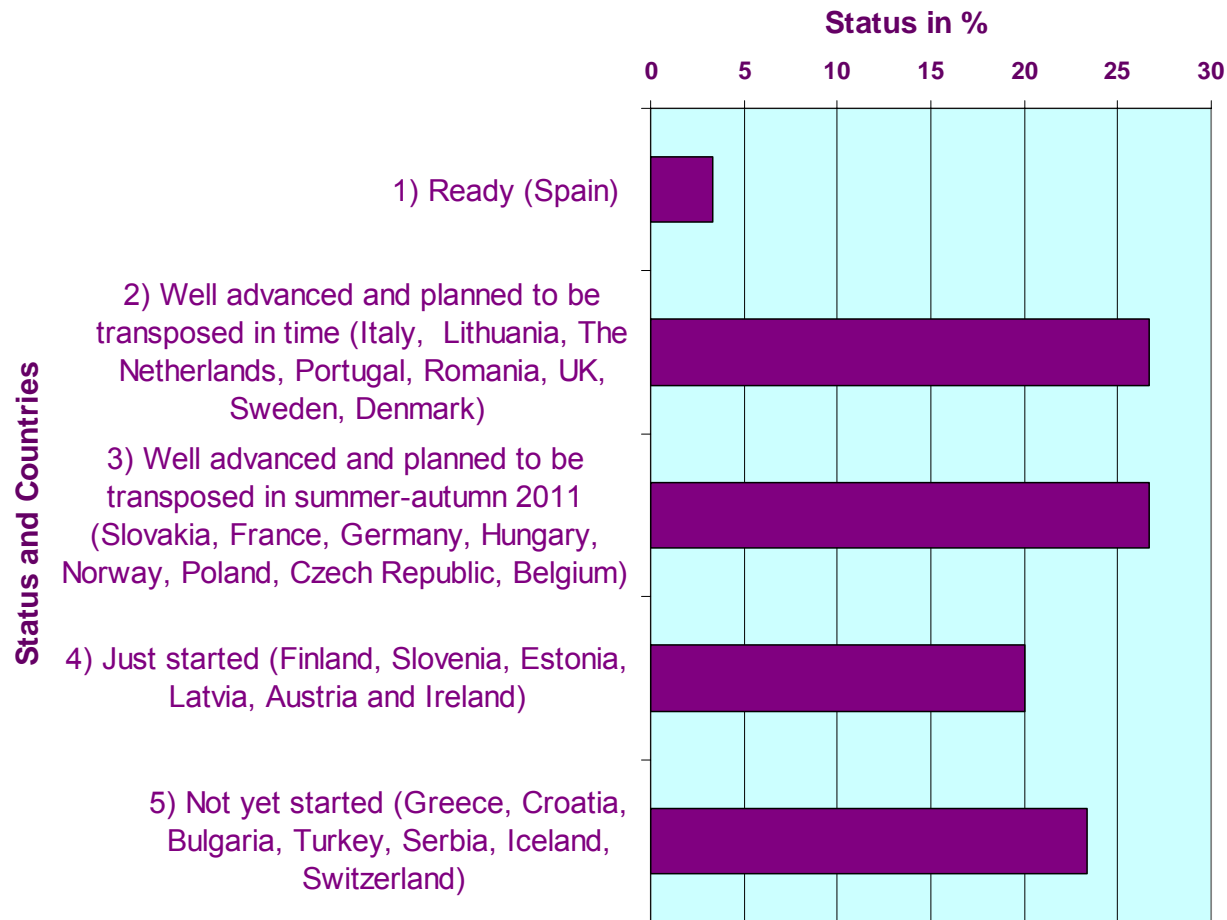 Status in %
0 5 10 15 20 25 30
Status and Countries
1) Ready (Spain)
2) Well advanced and planned to be
transposed in time (Italy, Lithuania, The
Netherlands, Portugal, Romania, UK,
Sweden, Denmark)
3) Well advanced and planned to be
transposed in summer-autumn 2011
(Slovakia, France, Germany, Hungary,
Norway, Poland, Czech Republic, Belgium)
4) Just started (Finland, Slovenia, Estonia,
Latvia, Austria and Ireland)
5) Not yet started (Greece, Croatia,
Bulgaria, Turkey, Serbia, Iceland,
Switzerland)